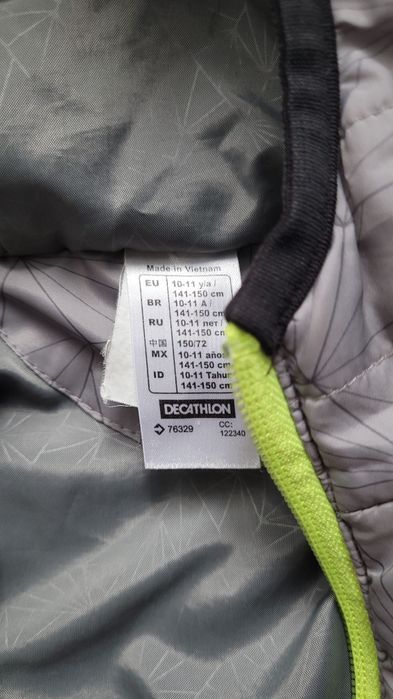 Made in Vietnam
EU 10-11 y/a /
141-150 cm
BR 10-11 A /
141-150 cm
RU 10-11 лет /
141-150 cm
中国 150/72
MX 10-11 años
141-150 cm
ID 10-11 Tahun
141-150 cm
DECATHLON
76329 CC:
122340